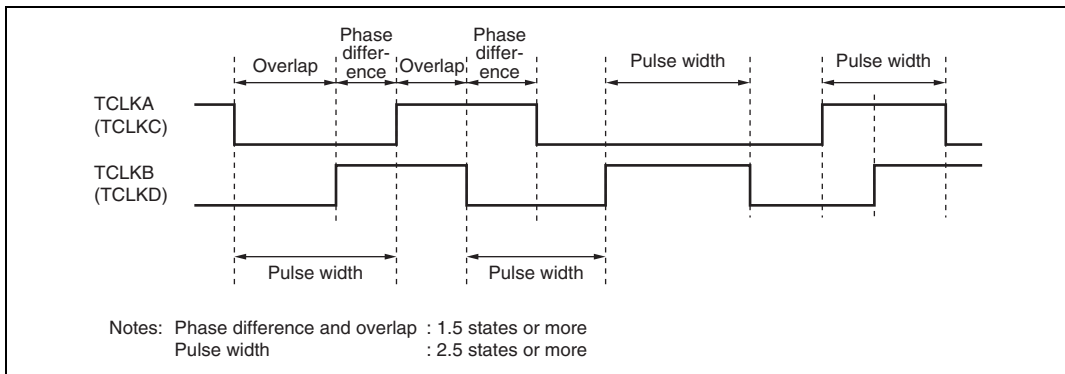 Phase
differ-
ence
Phase
differ-
ence
Overlap
Overlap
Pulse width
Pulse width
TCLKA
(TCLKC)
TCLKB
(TCLKD)
Pulse width
Pulse width
Notes: Phase difference and overlap : 1.5 states or more
Pulse width : 2.5 states or more